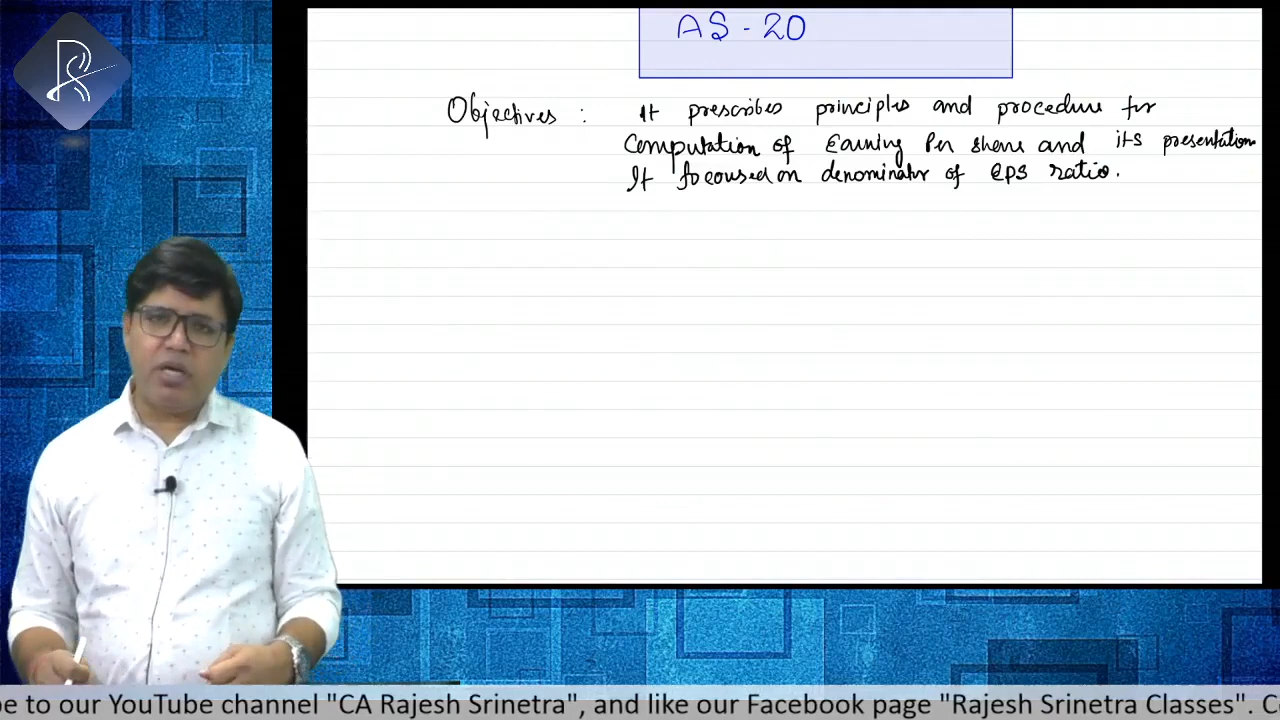 AS - 20
Objectives : It prescribes principles and procedure for
Computation of Earning Per share and its presentation
It focoused on denominator of EPS ratio.
be to our YouTube channel "CA Rajesh Srinetra", and like our Facebook page "Rajesh Srinetra Classes". C